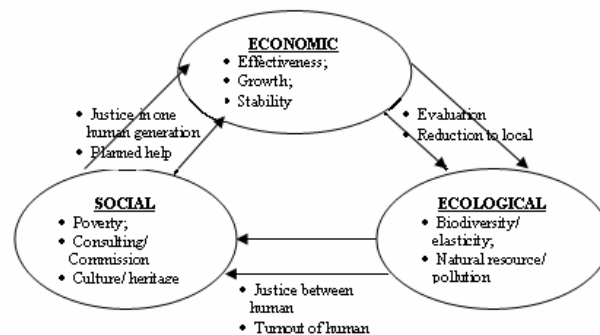 ECONOMIC
• Effectiveness;
• Growth;
• Stability
• Justice in one
human generation
• Planned help
• Evaluation
• Reduction to local
SOCIAL
• Poverty;
• Consulting/
Commission
• Culture/ heritage
ECOLOGICAL
• Biodiversity/
elasticity;
• Natural resource/
pollution
• Justice between
human
• Turnout of human